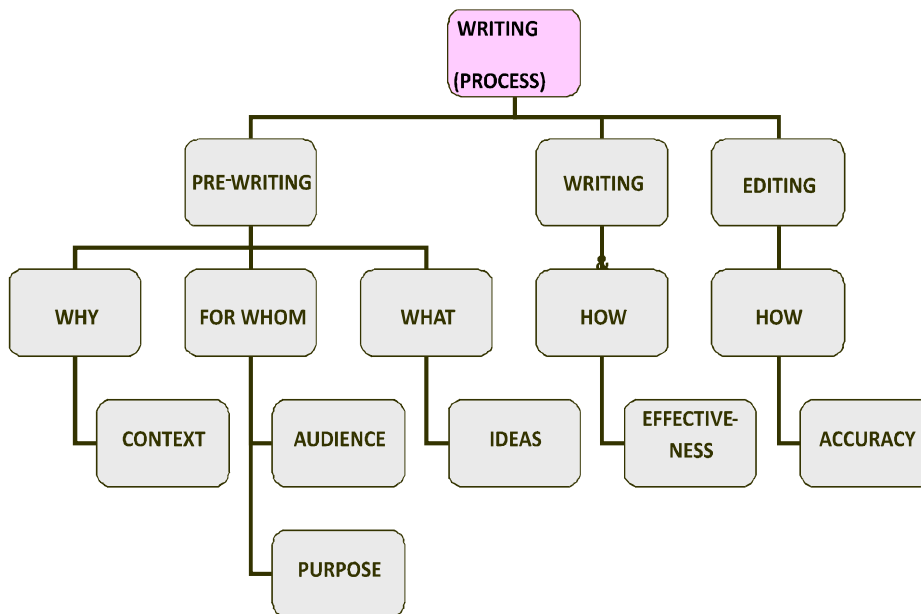 WRITING
(PROCESS)
PRE-WRITING
WRITING
EDITING
&
WHY
FOR WHOM
WHAT
HOW
HOW
CONTEXT
AUDIENCE
IDEAS
EFFECTIVE-
NESS
ACCURACY
PURPOSE